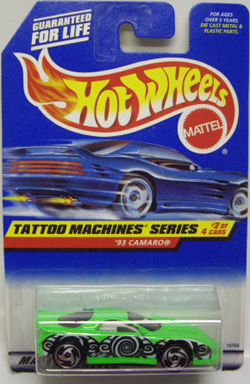 GUARANTEED
FOR LIFE
FOR AGES
OVER 3 YEARS.
DIE CAST METAL &
PLASTIC PARTS.
HOT WHEELS
MATTEL
TATTOO MACHINES SERIES
#2 OF
4 CARS
'93 CAMARO®